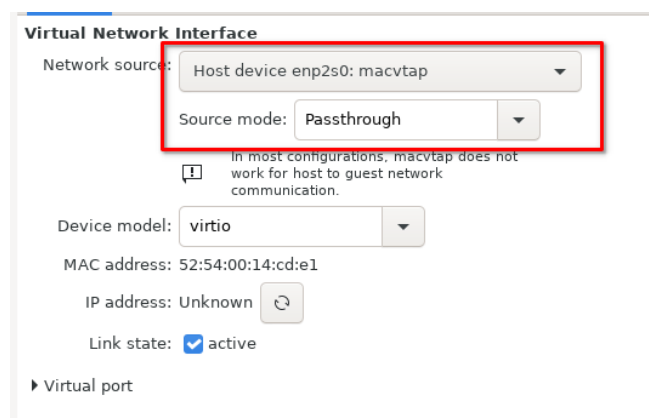 Virtual Network Interface
Network source: Host device enp2s0: macvtap
Source mode: Passthrough
In most configurations, macvtap does not
work for host to guest network
communication.
Device model: virtio
MAC address: 52:54:00:14:cd:e1
IP address: Unknown
Link state: active
Virtual port